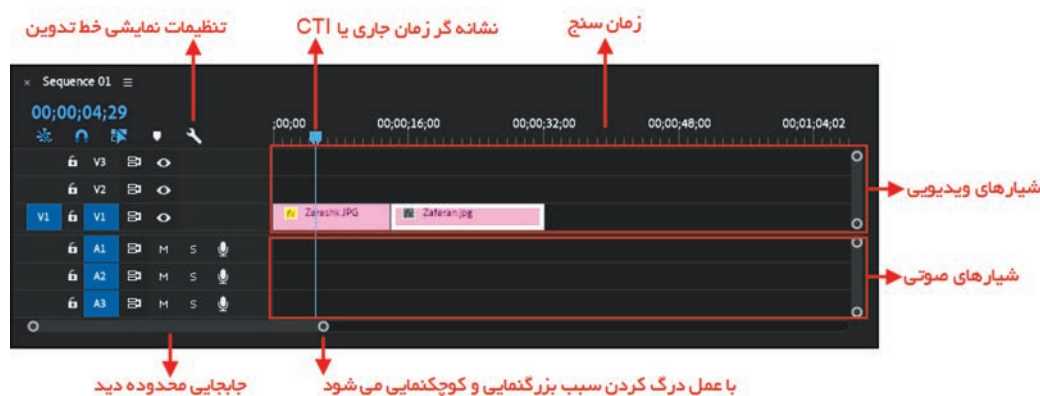 زمان سنج
نشانه گر زمان جاری یا CTI
تنظیمات نمایشی خط تدوین
× Sequence 01 ≡
00;00;04;29
;00;00 00;00;16;00 00;00;32;00 00;00;48;00 00;01;04;02
V3
V2
V1 V1 fx Zereshk.JPG fx Zaferan.jpg
A1 M S
A2 M S
A3 M S
شیارهای ویدیویی
شیارهای صوتی
با عمل درگ کردن سبب بزرگنمایی و کوچکنمایی می شود
جابجایی محدوده دید